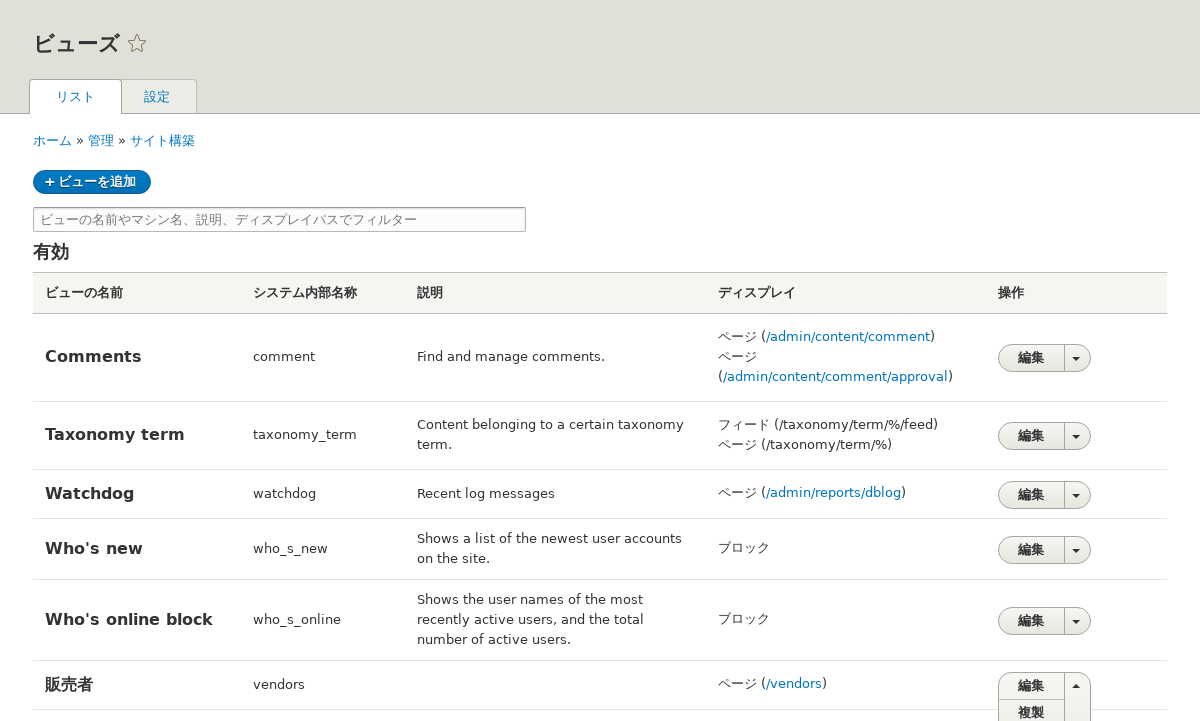 ビューズ
リスト 設定
ホーム » 管理 » サイト構築
+ ビューを追加
ビューの名前やマシン名、説明、ディスプレイパスでフィルター
有効
ビューの名前 システム内部名称 説明 ディスプレイ 操作
Comments comment Find and manage comments. ページ (/admin/content/comment)
ページ
(/admin/content/comment/approval) 編集
Taxonomy term taxonomy_term Content belonging to a certain taxonomy
term. フィード (/taxonomy/term/%/feed)
ページ (/taxonomy/term/%) 編集
Watchdog watchdog Recent log messages ページ (/admin/reports/dblog) 編集
Who's new who_s_new Shows a list of the newest user accounts
on the site. ブロック 編集
Who's online block who_s_online Shows the user names of the most
recently active users, and the total
number of active users. ブロック 編集
販売者 vendors ページ (/vendors) 編集
複製